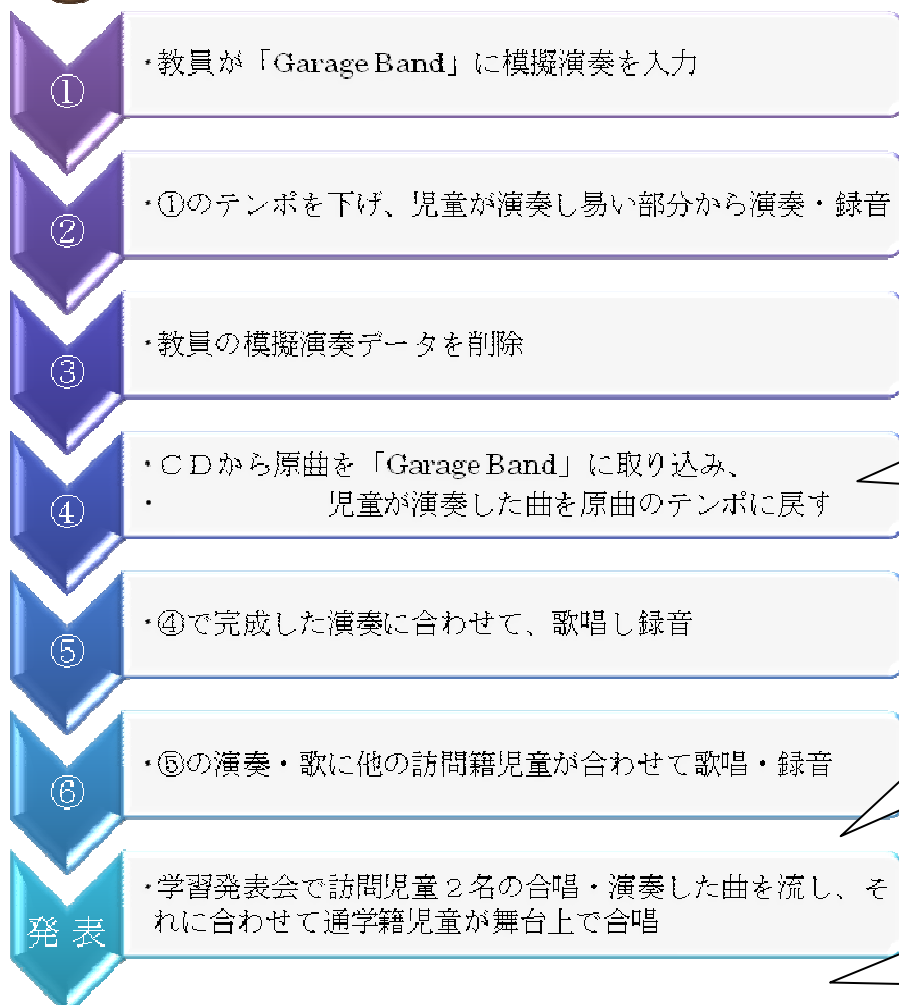 ①
・教員が「Garage Band」に模擬演奏を入力
②
・①のテンポを下げ、児童が演奏し易い部分から演奏・録音
③
・教員の模擬演奏データを削除
④
・ＣＤから原曲を「Garage Band」に取り込み、
・　　　　　　児童が演奏した曲を原曲のテンポに戻す
⑤
・④で完成した演奏に合わせて、歌唱し録音
⑥
・⑤の演奏・歌に他の訪問籍児童が合わせて歌唱・録音
発 表
・学習発表会で訪問児童２名の合唱・演奏した曲を流し、そ
れに合わせて通学籍児童が舞台上で合唱